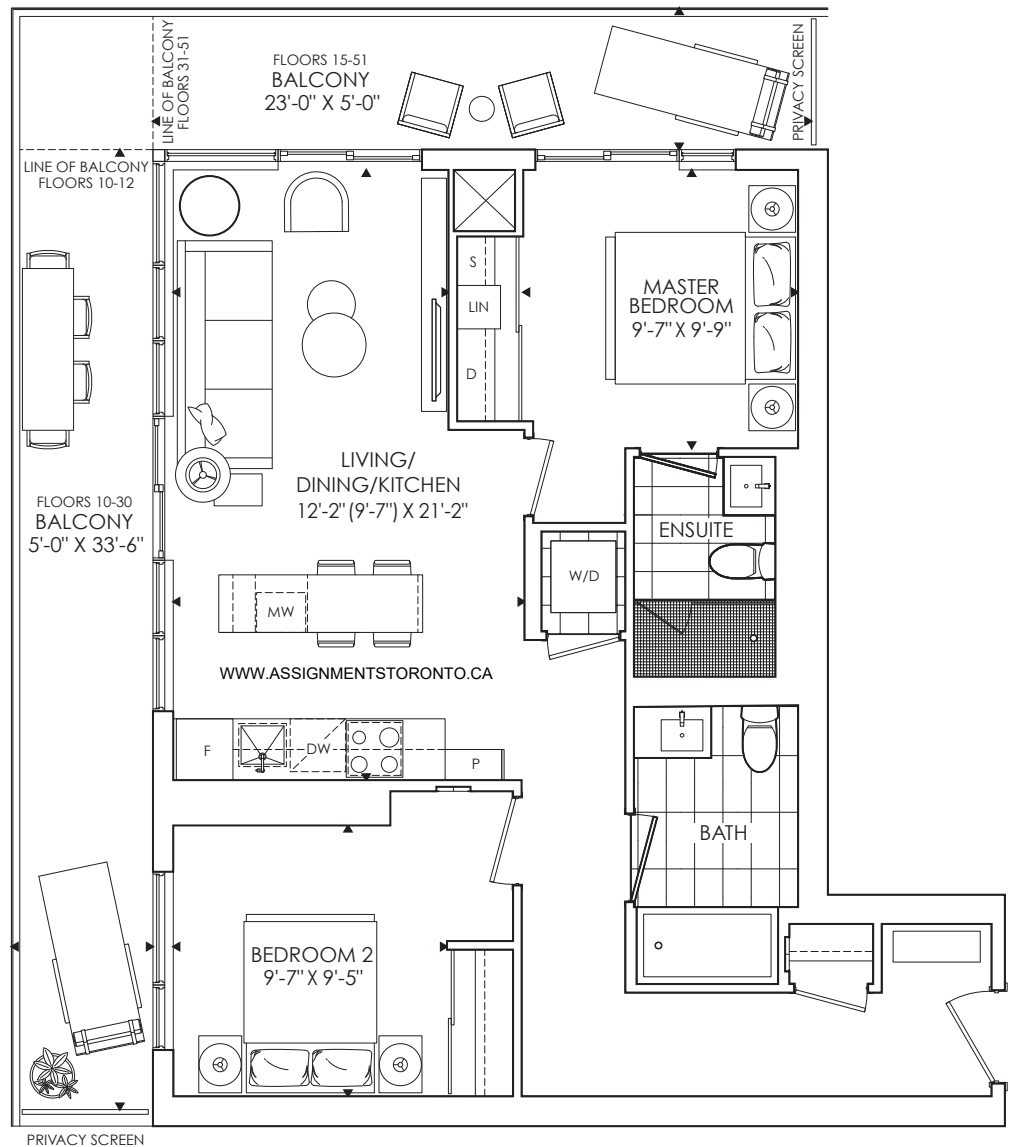 LINE OF BALCONY
FLOORS 31-51
FLOORS 15-51
BALCONY
23'-0" X 5'-0"
PRIVACY SCREEN
LINE OF BALCONY
FLOORS 10-12
S
LIN
D
MASTER
BEDROOM
9'-7" X 9'-9"
LIVING/
DINING/KITCHEN
12'-2" (9'-7") X 21'-2"
FLOORS 10-30
BALCONY
5'-0" X 33'-6"
ENSUITE
W/D
MW
WWW.ASSIGNMENTSTORONTO.CA
F
DW
P
BATH
BEDROOM 2
9'-7" X 9'-5"
PRIVACY SCREEN